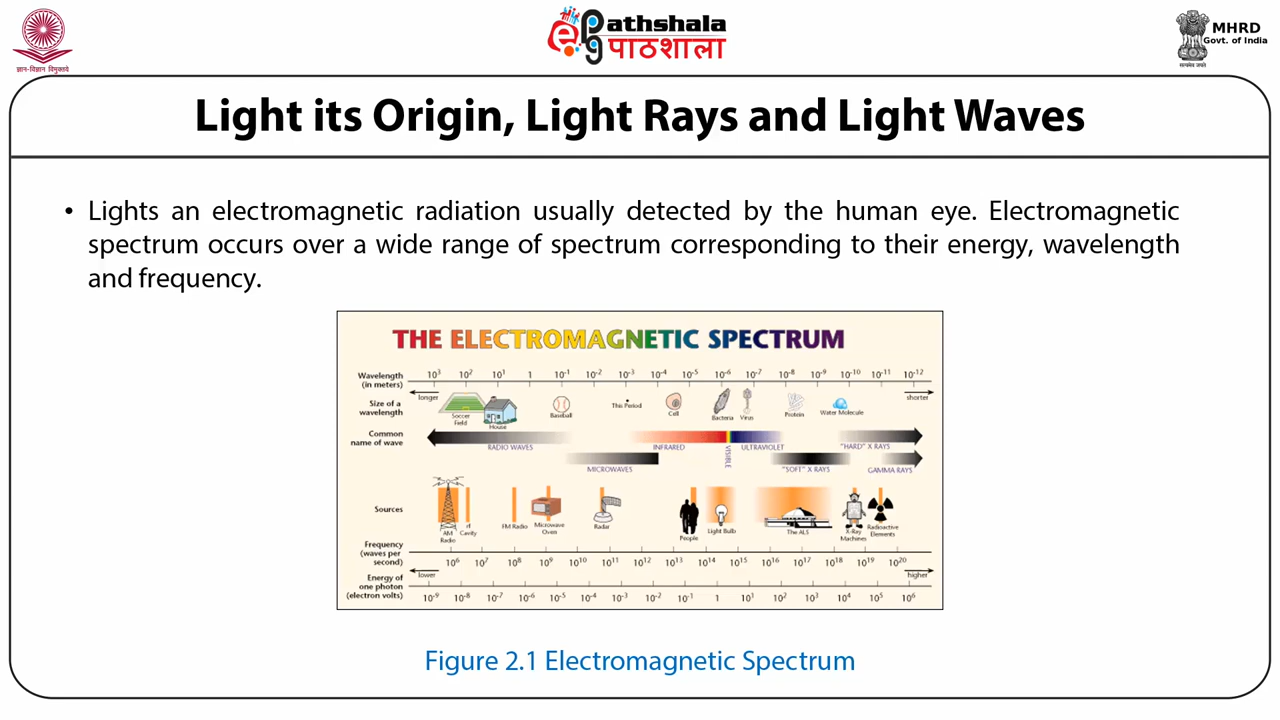 ज्ञान-विज्ञान विमुक्तये
epg
athshala
पाठशाला
MHRD
Govt. of India
सत्यमेव जयते
Light its Origin, Light Rays and Light Waves
• Lights an electromagnetic radiation usually detected by the human eye. Electromagnetic
spectrum occurs over a wide range of spectrum corresponding to their energy, wavelength
and frequency.
THE ELECTROMAGNETIC SPECTRUM
Wavelength
(in meters)
10³ 10² 10¹ 1 10⁻¹ 10⁻² 10⁻³ 10⁻⁴ 10⁻⁵ 10⁻⁶ 10⁻⁷ 10⁻⁸ 10⁻⁹ 10⁻¹⁰ 10⁻¹¹ 10⁻¹²
longer shorter
Size of a
wavelength
Soccer
Field
House
Baseball
This Period
Cell
Bacteria
Virus
Protein
Water Molecule
Common
name of wave
RADIO WAVES
INFRARED
VISIBLE
ULTRAVIOLET
"HARD" X RAYS
MICROWAVES
"SOFT" X RAYS
GAMMA RAYS
Sources
AM
Radio
rf
Cavity
FM Radio
Microwave
Oven
Radar
People
Light Bulb
The ALS
X-Ray
Machines
Radioactive
Elements
Frequency
(waves per
second)
10⁶ 10⁷ 10⁸ 10⁹ 10¹⁰ 10¹¹ 10¹² 10¹³ 10¹⁴ 10¹⁵ 10¹⁶ 10¹⁷ 10¹⁸ 10¹⁹ 10²⁰
lower higher
Energy of
one photon
(electron volts)
10⁻⁹ 10⁻⁸ 10⁻⁷ 10⁻⁶ 10⁻⁵ 10⁻⁴ 10⁻³ 10⁻² 10⁻¹ 1 10¹ 10² 10³ 10⁴ 10⁵ 10⁶
Figure 2.1 Electromagnetic Spectrum